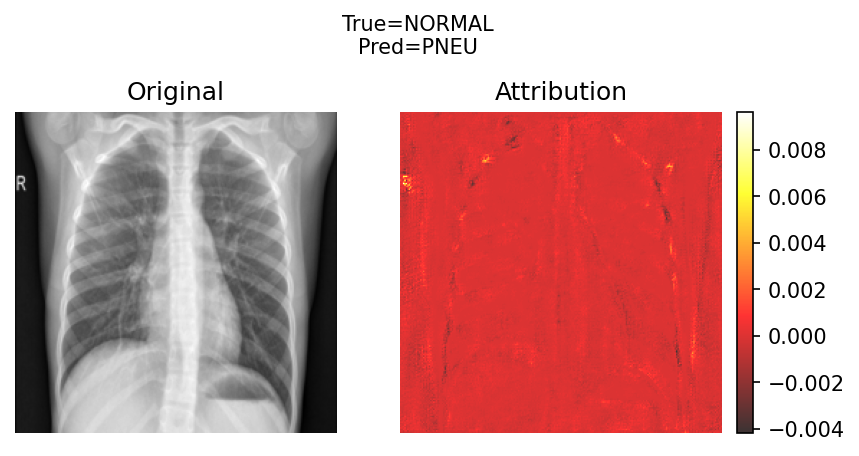 True=NORMAL
Pred=PNEU
Original
Attribution
R
0.008
0.006
0.004
0.002
0.000
−0.002
−0.004